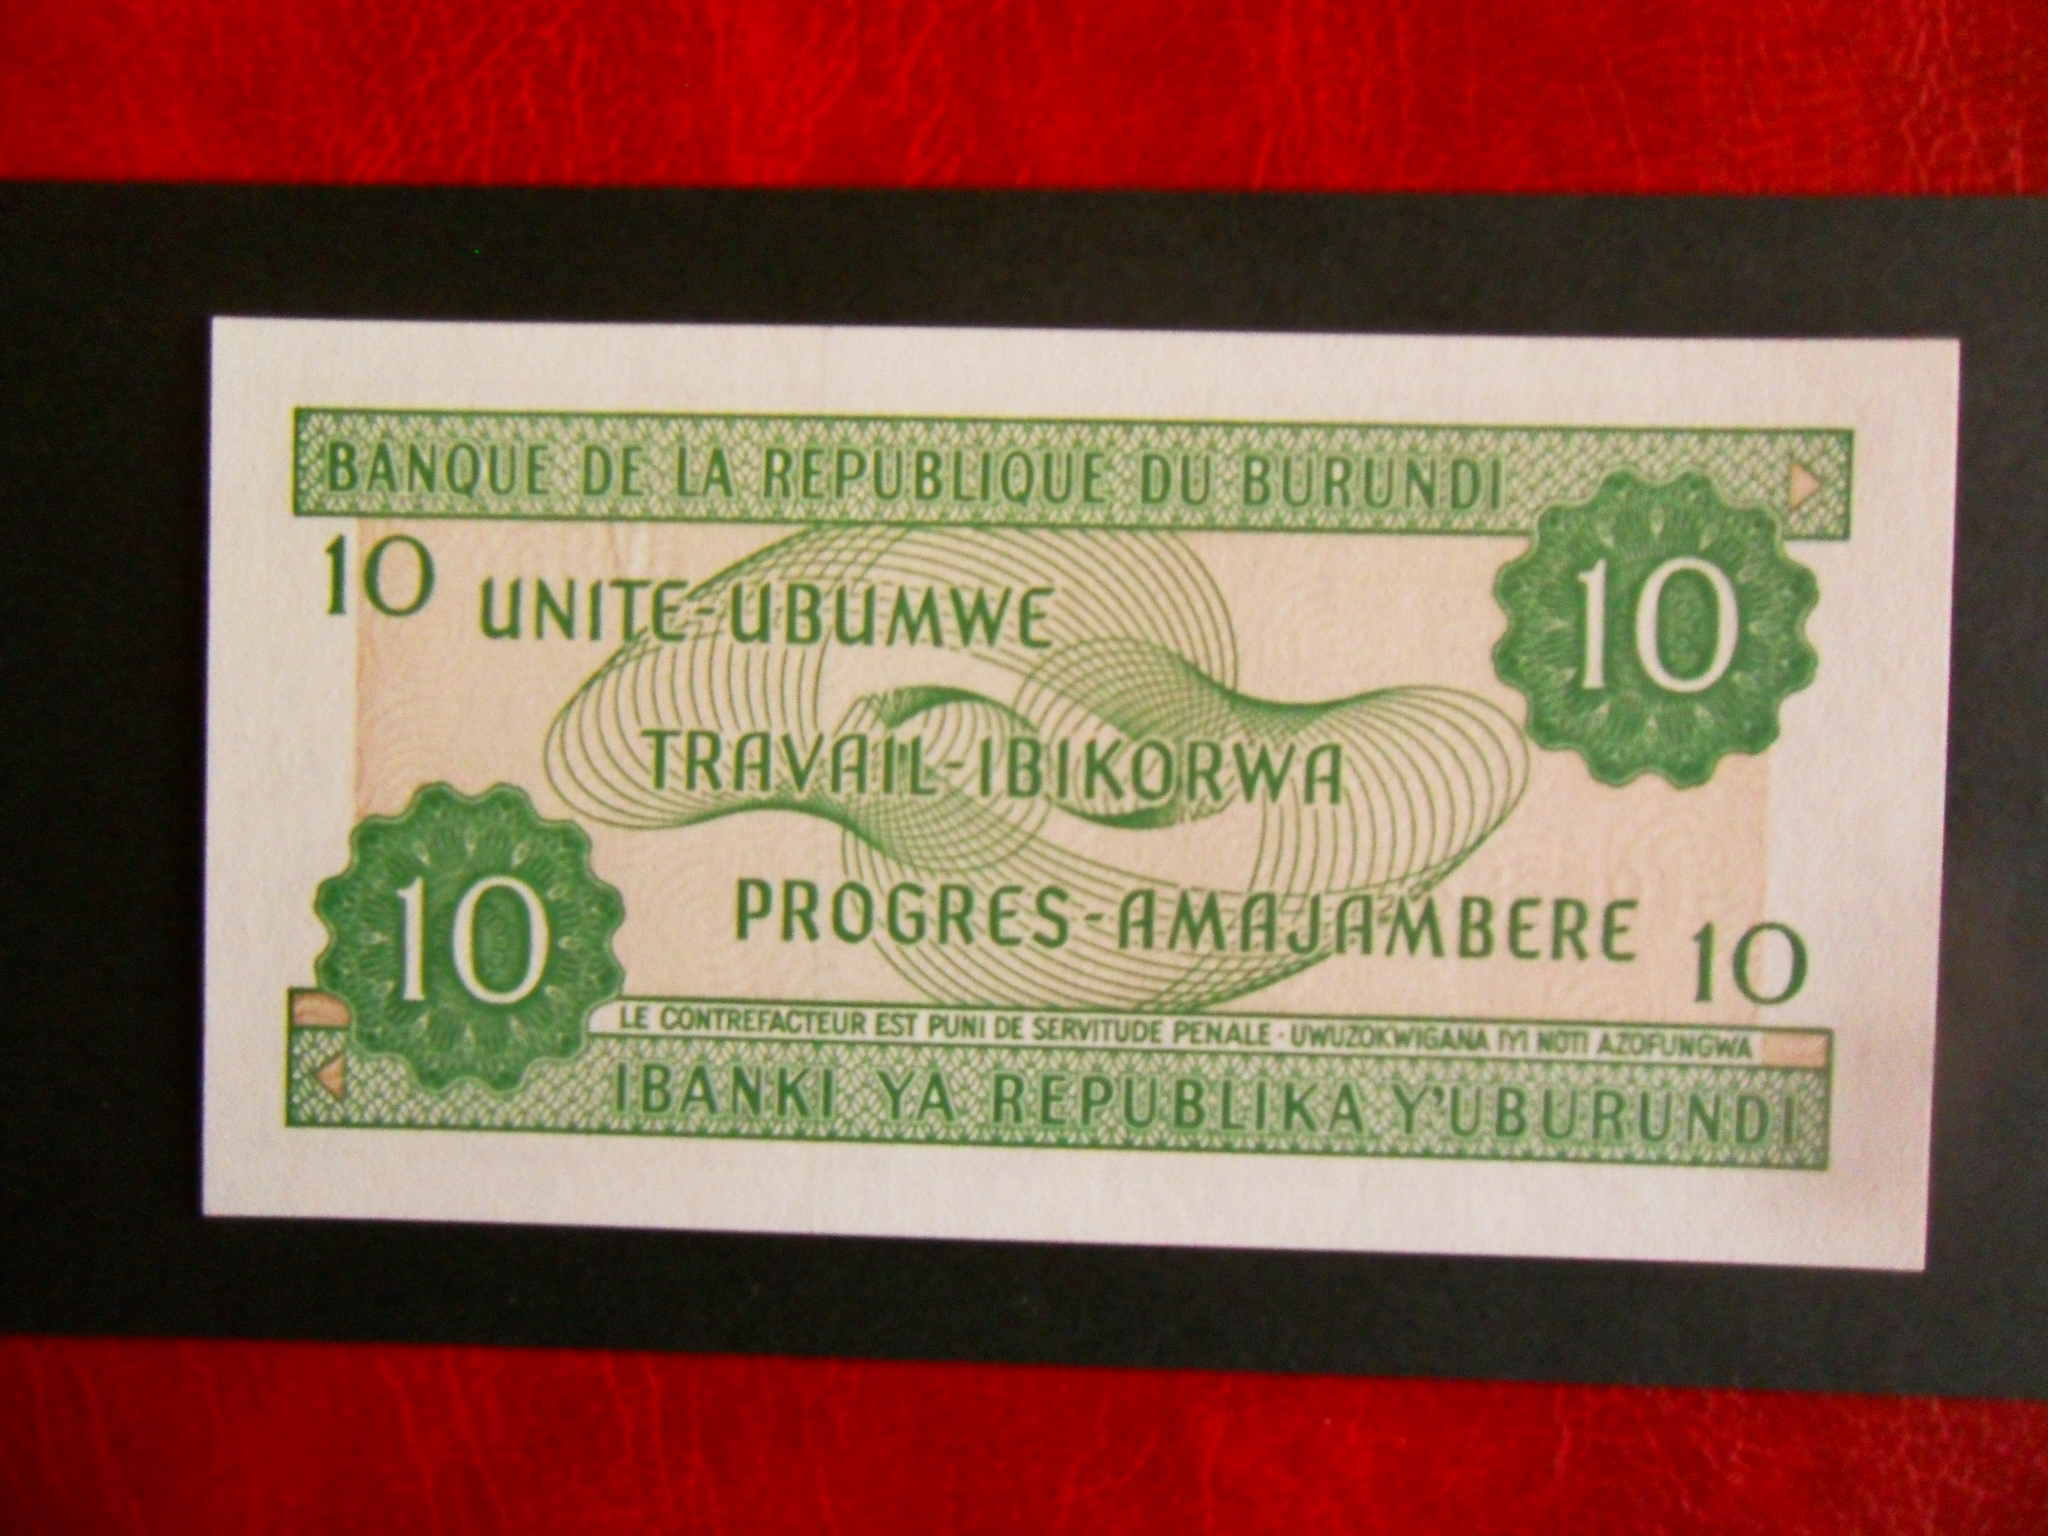 BANQUE DE LA REPUBLIQUE DU BURUNDI
10
10
UNITE-UBUMWE
TRAVAIL-IBIKORWA
PROGRES-AMAJAMBERE
10
10
LE CONTREFACTEUR EST PUNI DE SERVITUDE PENALE · UWUZOKWIGANA IYI NOTI AZOFUNGWA
IBANKI YA REPUBLIKA Y'UBURUNDI